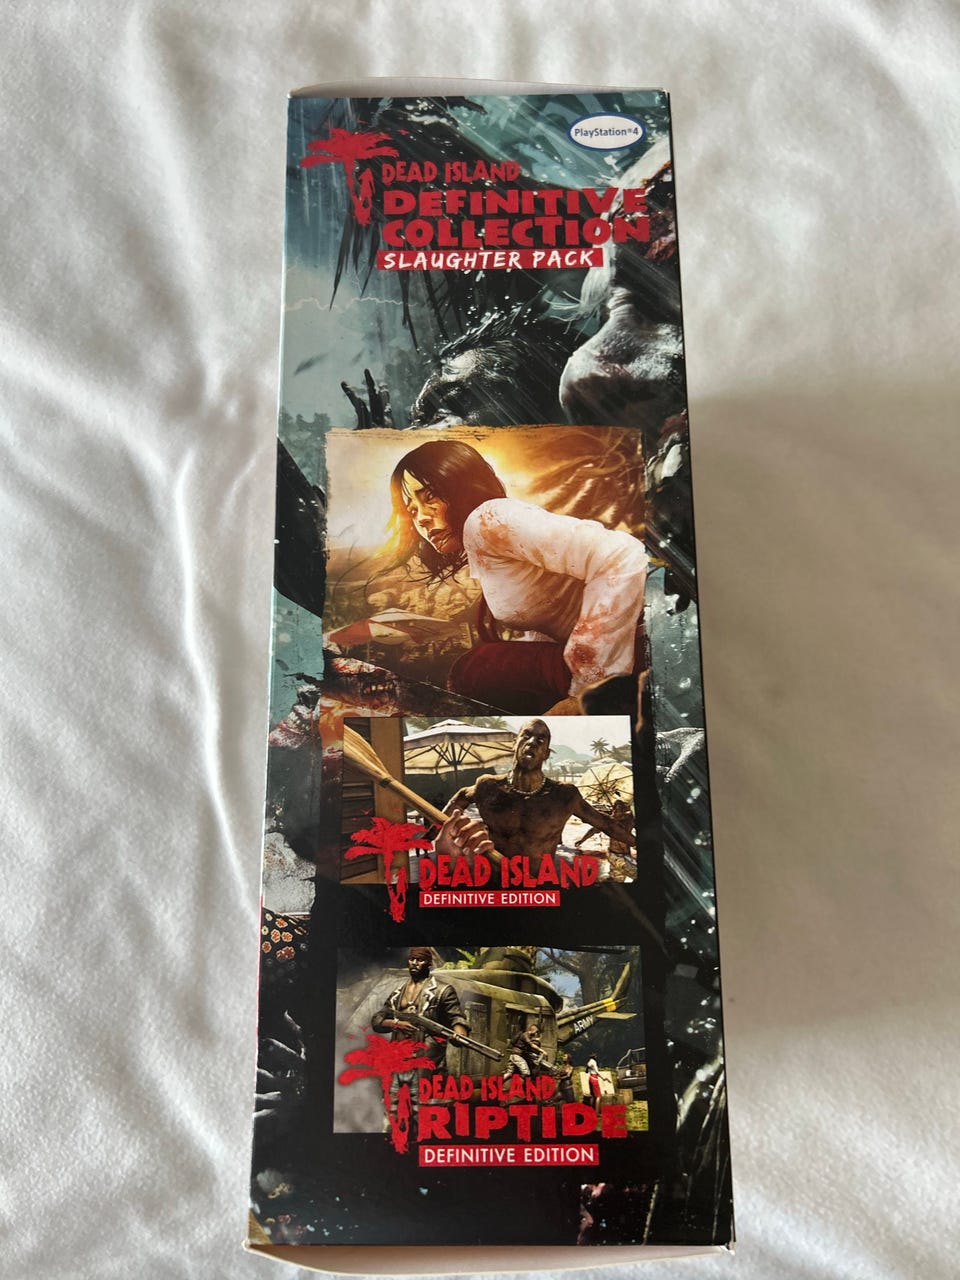 PlayStation®4
DEAD ISLAND
DEFINITIVE
COLLECTION
SLAUGHTER PACK
DEAD ISLAND
DEFINITIVE EDITION
ARMY
DEAD ISLAND
RIPTIDE
DEFINITIVE EDITION